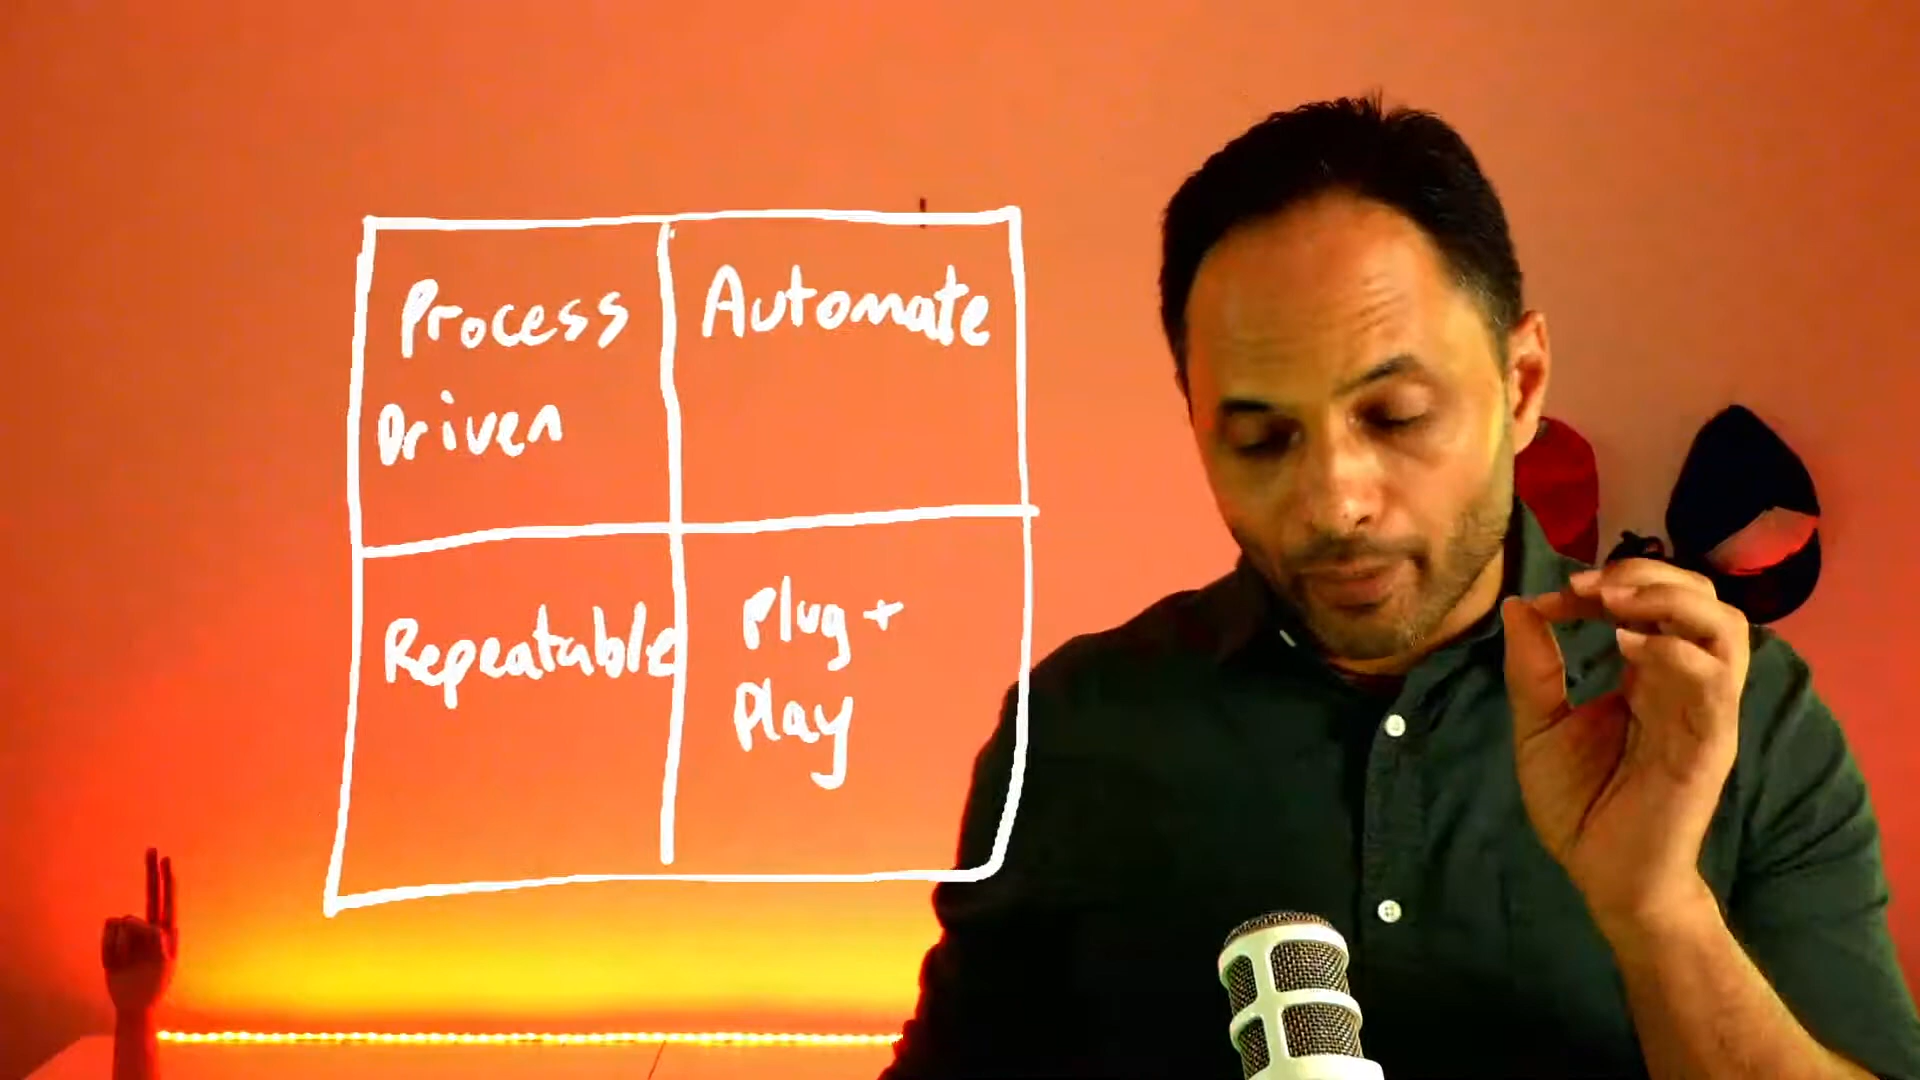 Process
Driven
Automate
Repeatable
Plug +
Play